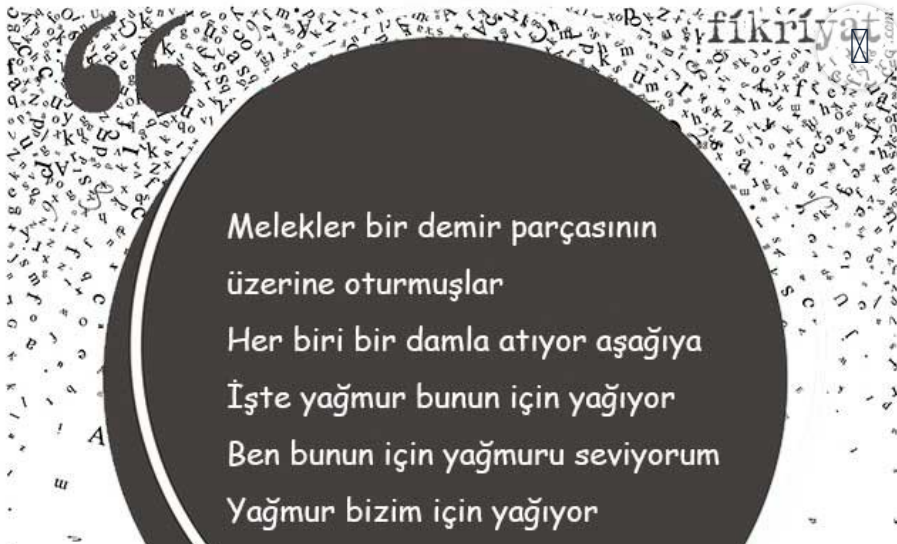 fikriyat
Melekler bir demir parçasının
üzerine oturmuşlar
Her biri bir damla atıyor aşağıya
İşte yağmur bunun için yağıyor
Ben bunun için yağmuru seviyorum
Yağmur bizim için yağıyor